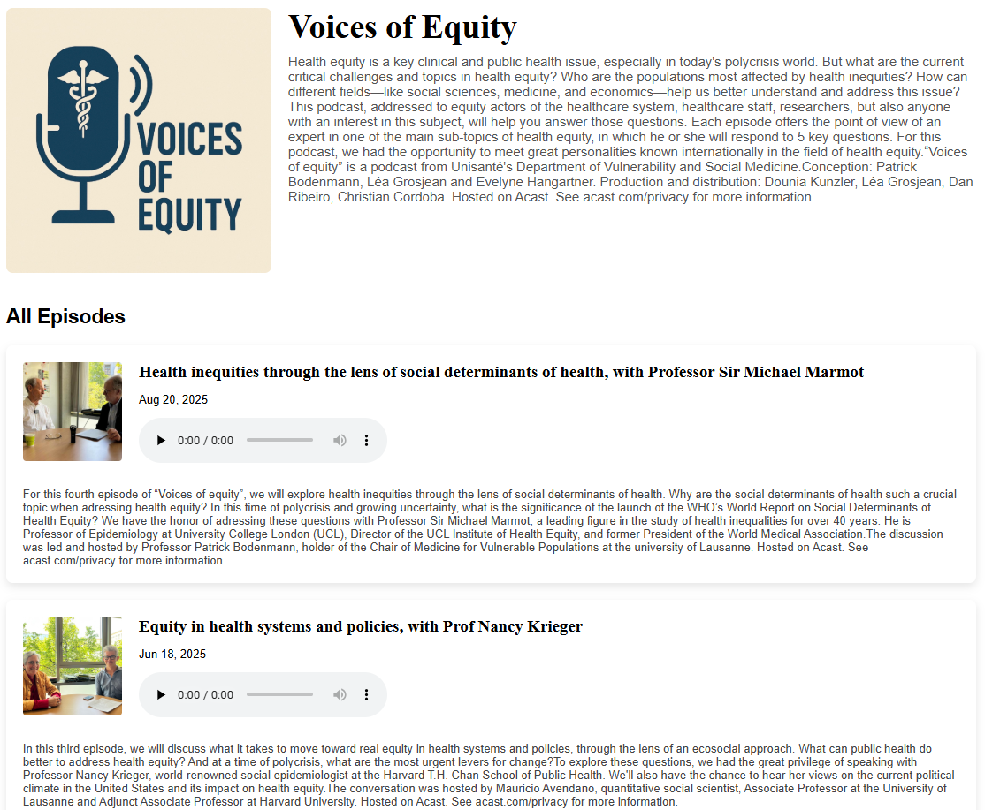 VOICES
OF
EQUITY
Voices of Equity
Health equity is a key clinical and public health issue, especially in today's polycrisis world. But what are the current
critical challenges and topics in health equity? Who are the populations most affected by health inequities? How can
different fields—like social sciences, medicine, and economics—help us better understand and address this issue?
This podcast, addressed to equity actors of the healthcare system, healthcare staff, researchers, but also anyone
with an interest in this subject, will help you answer those questions. Each episode offers the point of view of an
expert in one of the main sub-topics of health equity, in which he or she will respond to 5 key questions. For this
podcast, we had the opportunity to meet great personalities known internationally in the field of health equity.“Voices
of equity” is a podcast from Unisanté's Department of Vulnerability and Social Medicine.Conception: Patrick
Bodenmann, Léa Grosjean and Evelyne Hangartner. Production and distribution: Dounia Künzler, Léa Grosjean, Dan
Ribeiro, Christian Cordoba. Hosted on Acast. See acast.com/privacy for more information.
All Episodes
Health inequities through the lens of social determinants of health, with Professor Sir Michael Marmot
Aug 20, 2025
0:00 / 0:00
For this fourth episode of “Voices of equity”, we will explore health inequities through the lens of social determinants of health. Why are the social determinants of health such a crucial
topic when adressing health equity? In this time of polycrisis and growing uncertainty, what is the significance of the launch of the WHO’s World Report on Social Determinants of
Health Equity? We have the honor of adressing these questions with Professor Sir Michael Marmot, a leading figure in the study of health inequalities for over 40 years. He is
Professor of Epidemiology at University College London (UCL), Director of the UCL Institute of Health Equity, and former President of the World Medical Association.The discussion
was led and hosted by Professor Patrick Bodenmann, holder of the Chair of Medicine for Vulnerable Populations at the university of Lausanne. Hosted on Acast. See
acast.com/privacy for more information.
Equity in health systems and policies, with Prof Nancy Krieger
Jun 18, 2025
0:00 / 0:00
In this third episode, we will discuss what it takes to move toward real equity in health systems and policies, through the lens of an ecosocial approach. What can public health do
better to address health equity? And at a time of polycrisis, what are the most urgent levers for change?To explore these questions, we had the great privilege of speaking with
Professor Nancy Krieger, world-renowned social epidemiologist at the Harvard T.H. Chan School of Public Health. We'll also have the chance to hear her views on the current political
climate in the United States and its impact on health equity.The conversation was hosted by Mauricio Avendano, quantitative social scientist, Associate Professor at the University of
Lausanne and Adjunct Associate Professor at Harvard University. Hosted on Acast. See acast.com/privacy for more information.